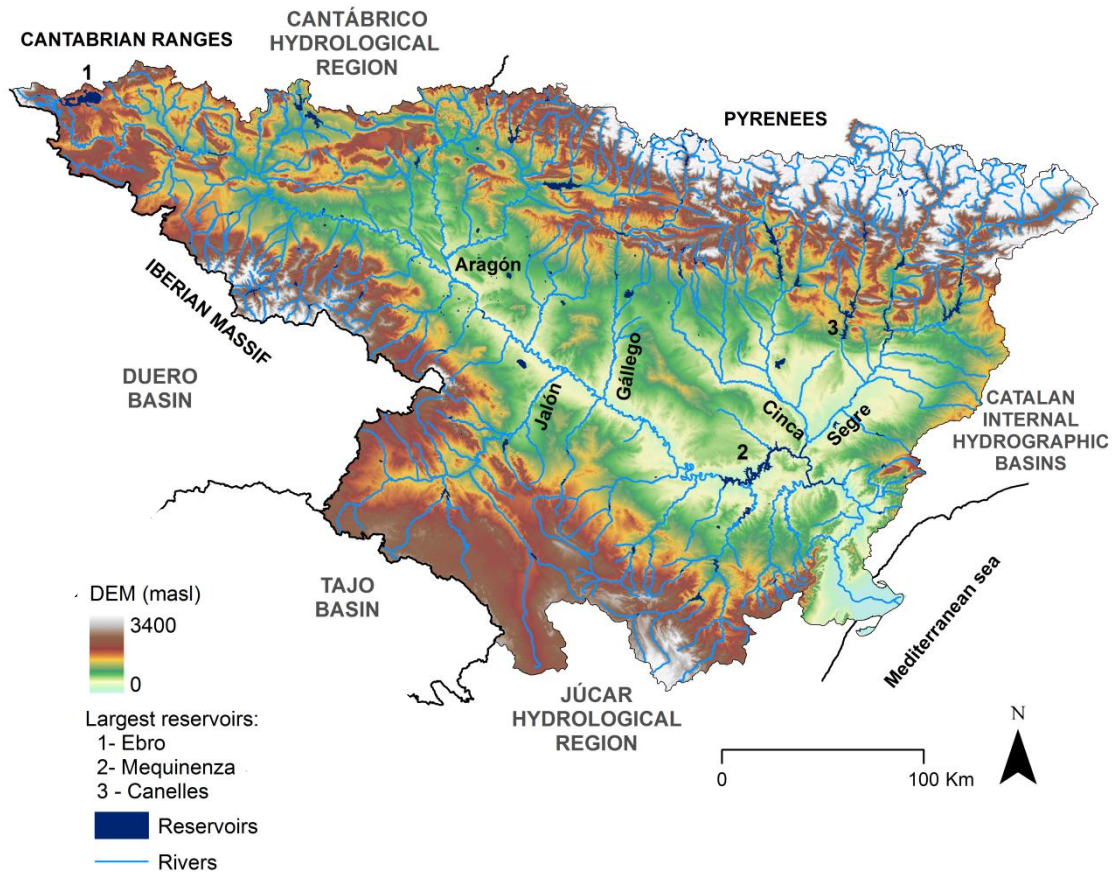 CANTÁBRICO
HYDROLOGICAL
REGION
CANTABRIAN RANGES
1
PYRENEES
Aragón
IBERIAN MASSIF
3
DUERO
BASIN
Gállego
Jalón
Cinca
Segre
CATALAN
INTERNAL
HYDROGRAPHIC
BASINS
2
TAJO
BASIN
Mediterranean sea
JÚCAR
HYDROLOGICAL
REGION
DEM (masl)
3400
0
Largest reservoirs:
1- Ebro
2- Mequinenza
3 - Canelles
Reservoirs
Rivers
0
100 Km
N